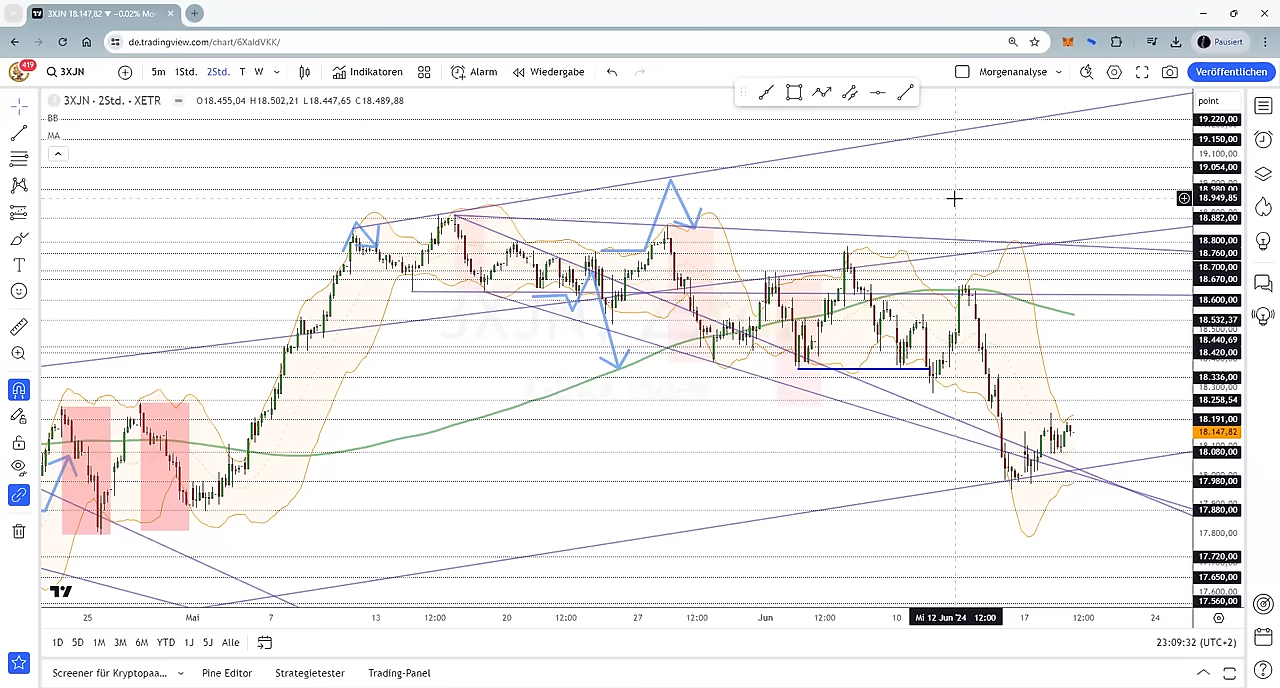 3XJN 18.147,82 ▼ −0.02% Mo
de.tradingview.com/chart/6XaldVKK/
Pausiert
419
3XJN
5m 1Std. 2Std. T W
Indikatoren
Alarm
Wiedergabe
Morgenanalyse
Veröffentlichen
3XJN · 2Std. · XETR
O18.455,04 H18.502,21 L18.447,65 C18.489,88
BB
MA
point
19.220,00
19.150,00
19.100,00
19.054,00
18.980,00
18.949,85
18.882,00
18.800,00
18.760,00
18.700,00
18.670,00
18.600,00
18.532,37
18.500,00
18.440,69
18.420,00
18.336,00
18.300,00
18.258,54
18.191,00
18.147,82
18.080,00
17.980,00
17.900,00
17.880,00
17.800,00
17.720,00
17.650,00
17.600,00
17.560,00
25 Mai 7 13 12:00 20 12:00 27 12:00 Jun 12:00 10 Mi 12 Jun '24 12:00 17 12:00 24
1D 5D 1M 3M 6M YTD 1J 5J Alle
23:09:32 (UTC+2)
Screener für Kryptopaa...
Pine Editor
Strategietester
Trading-Panel